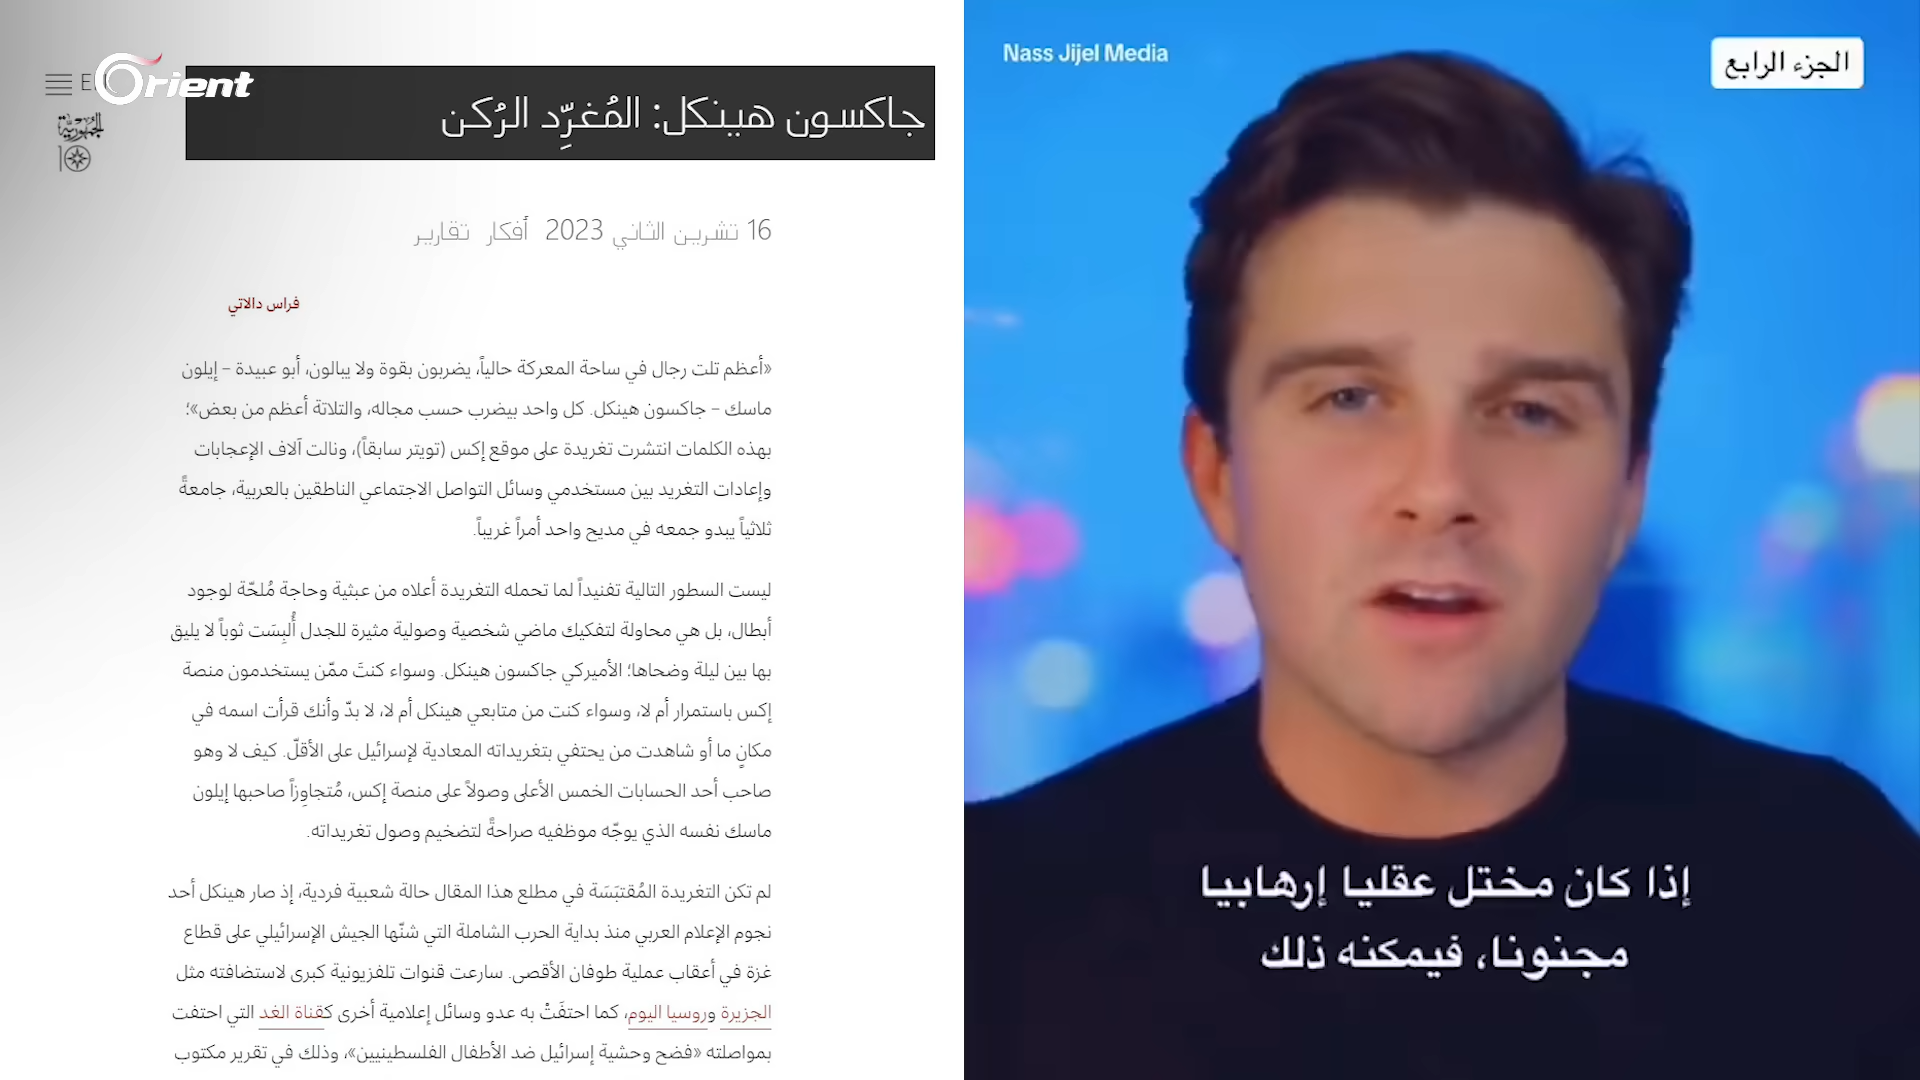 Orient
جاكسون هينكل: المُغرِّد الرُكن
الجمهورية
16 تشرين الثاني 2023 أفكار تقارير
فراس دالاتي
«أعظم تلت رجال في ساحة المعركة حالياً، يضربون بقوة ولا يبالون، أبو عبيدة – إيلون
ماسك – جاكسون هينكل. كل واحد بيضرب حسب مجاله، والتلاتة أعظم من بعض»؛
بهذه الكلمات انتشرت تغريدة على موقع إكس (تويتر سابقاً)، ونالت آلاف الإعجابات
وإعادات التغريد بين مستخدمي وسائل التواصل الاجتماعي الناطقين بالعربية، جامعةً
ثلاثياً يبدو جمعه في مديح واحد أمراً غريباً.
ليست السطور التالية تفنيداً لما تحمله التغريدة أعلاه من عبثية وحاجة مُلحّة لوجود
أبطال، بل هي محاولة لتفكيك ماضي شخصية وصولية مثيرة للجدل أُلبِسَت ثوباً لا يليق
بها بين ليلة وضحاها؛ الأميركي جاكسون هينكل. وسواء كنتَ ممّن يستخدمون منصة
إكس باستمرار أم لا، وسواء كنت من متابعي هينكل أم لا، لا بدّ وأنك قرأت اسمه في
مكانٍ ما أو شاهدت من يحتفي بتغريداته المعادية لإسرائيل على الأقلّ. كيف لا وهو
صاحب أحد الحسابات الخمس الأعلى وصولاً على منصة إكس، مُتجاوِزاً صاحبها إيلون
ماسك نفسه الذي يوجّه موظفيه صراحةً لتضخيم وصول تغريداته.
لم تكن التغريدة المُقتبَسَة في مطلع هذا المقال حالة شعبية فردية، إذ صار هينكل أحد
نجوم الإعلام العربي منذ بداية الحرب الشاملة التي شنّها الجيش الإسرائيلي على قطاع
غزة في أعقاب عملية طوفان الأقصى. سارعت قنوات تلفزيونية كبرى لاستضافته مثل
الجزيرة وروسيا اليوم، كما احتفَتْ به عدو وسائل إعلامية أخرى كقناة الغد التي احتفت
بمواصلته «فضح وحشية إسرائيل ضد الأطفال الفلسطينيين»، وذلك في تقرير مكتوب
Nass Jijel Media
الجزء الرابع
إذا كان مختل عقليا إرهابيا
مجنونا، فيمكنه ذلك